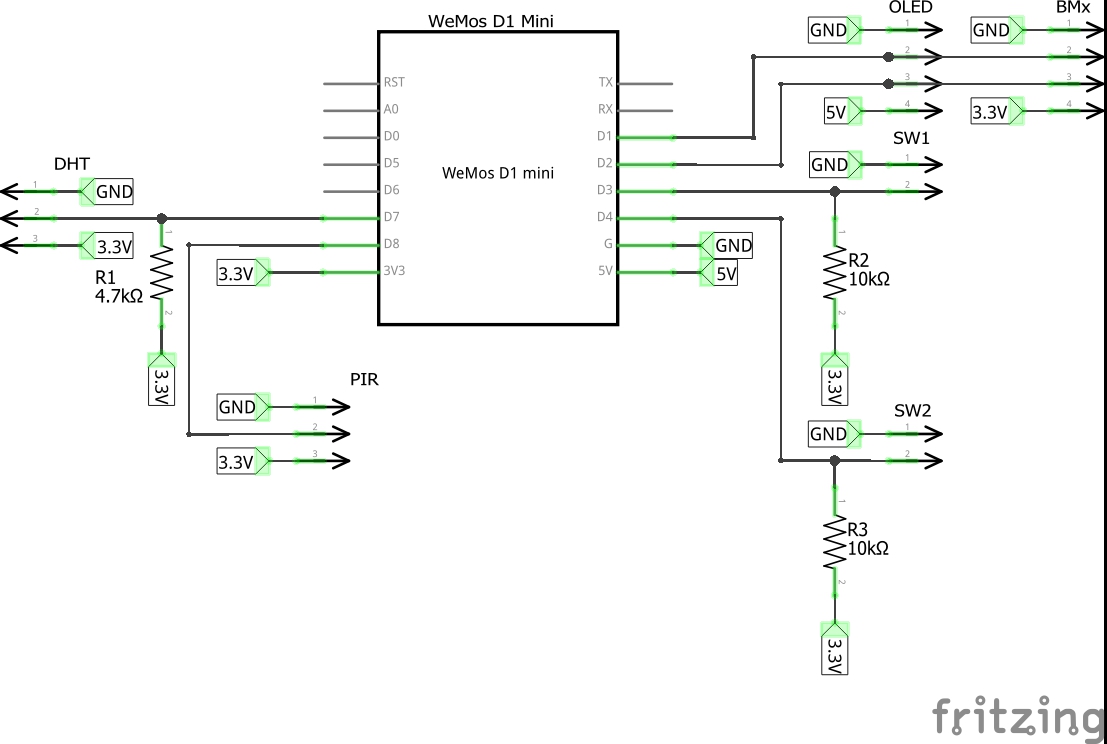 WeMos D1 Mini
OLED
BMx
GND
1
GND
1
2
3
2
3
5V
4
3.3V
4
RST
A0
D0
D5
D6
D7
D8
3V3
WeMos D1 mini
TX
RX
D1
D2
D3
D4
G
5V
GND
5V
DHT
1
GND
2
3
3.3V
R1
4.7kΩ
1
2
3.3V
3.3V
PIR
GND
1
2
3.3V
3
SW1
GND
1
2
1
R2
10kΩ
2
3.3V
SW2
GND
1
2
1
R3
10kΩ
2
3.3V
fritzing